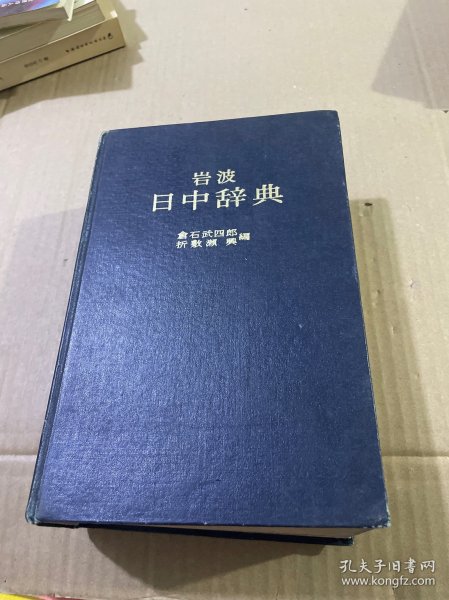 岩波
日中辞典
倉石武四郎
折敷瀬 興 編
孔夫子旧书网
www.kongfz.com